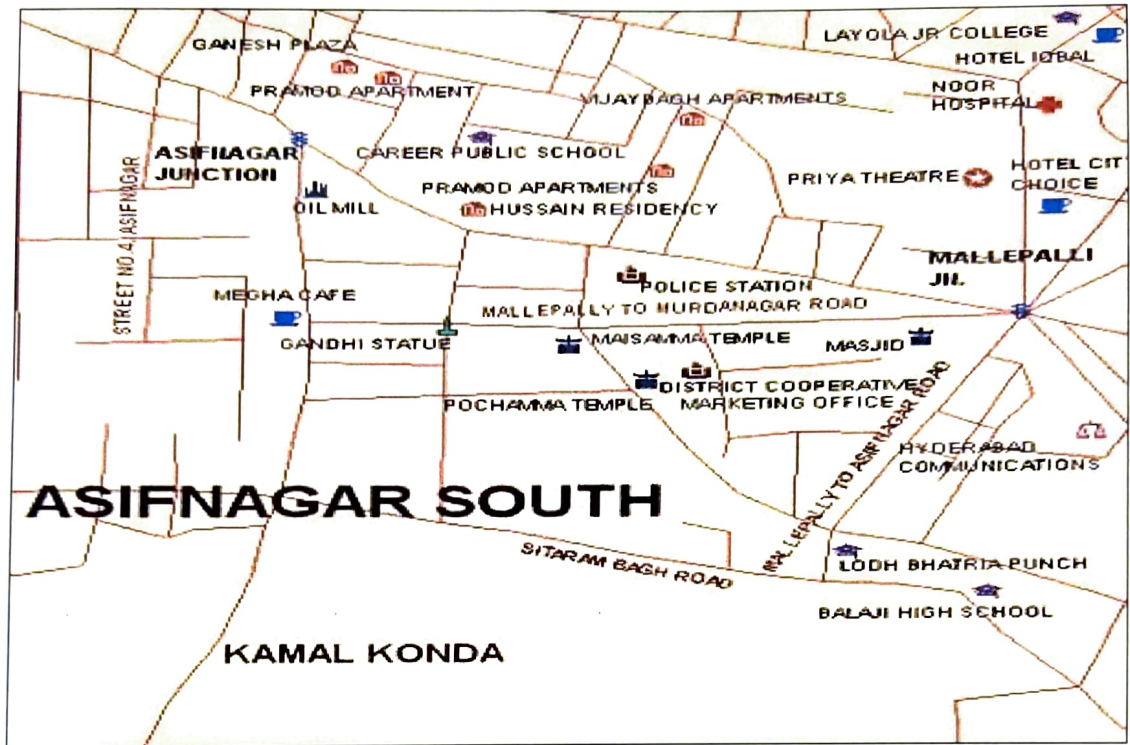 LAYOLA JR COLLEGE
GANESH PLAZA
HOTEL IQBAL
PRAMOD APARTMENT
NOOR
HOSPITAL
VIJAYBAGH APARTMENTS
ASIFNAGAR
JUNCTION
CAREER PUBLIC SCHOOL
HOTEL CIT
CHOICE
PRIYA THEATRE
PRAMOD APARTMENTS
OIL MILL
HUSSAIN RESIDENCY
STREET NO.4, ASIFNAGAR
MALLEPALLI
JN.
POLICE STATION
MEGHA CAFE
MALLEPALLY TO MURDANAGAR ROAD
GANDHI STATUE
MAISAMMA TEMPLE
MASJID
DISTRICT COOPERATIVE
MARKETING OFFICE
POCHAMMA TEMPLE
MALLEPALLY TO ASIFNAGAR ROAD
HYDERABAD
COMMUNICATIONS
ASIFNAGAR SOUTH
SITARAM BAGH ROAD
LODH BHATRIA PUNCH
BALAJI HIGH SCHOOL
KAMAL KONDA